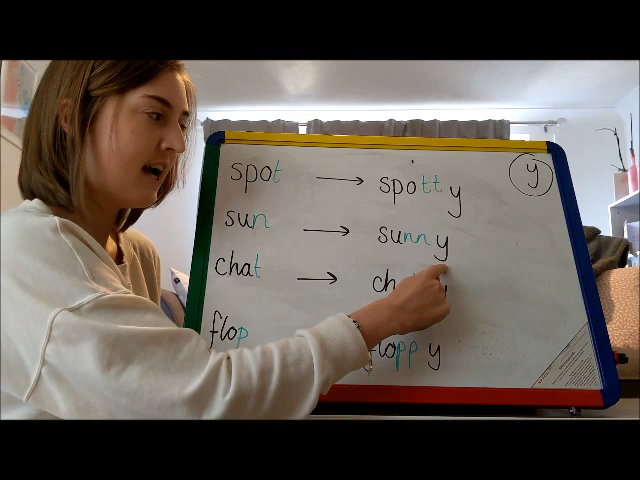 y
spot → spotty
sun → sunny
chat → ch
flop floppy